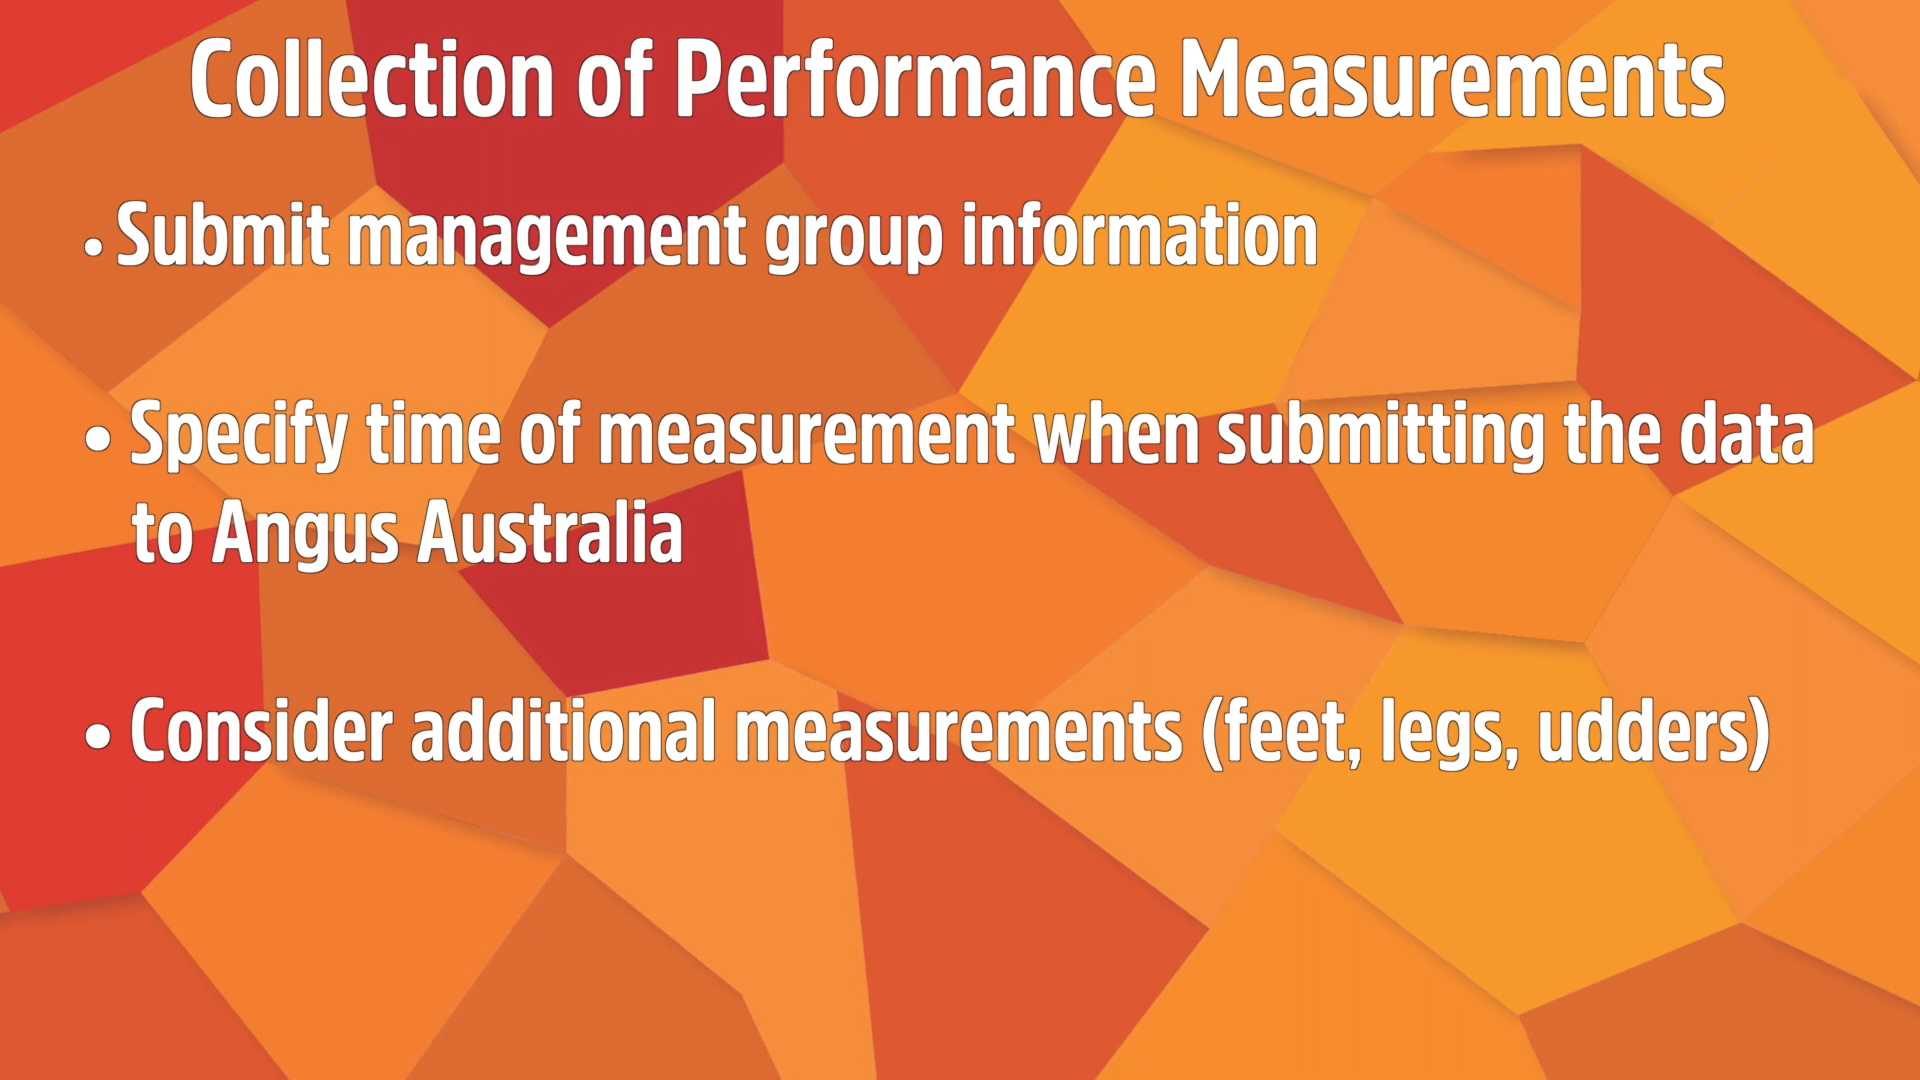 Collection of Performance Measurements
• Submit management group information
• Specify time of measurement when submitting the data
to Angus Australia
• Consider additional measurements (feet, legs, udders)